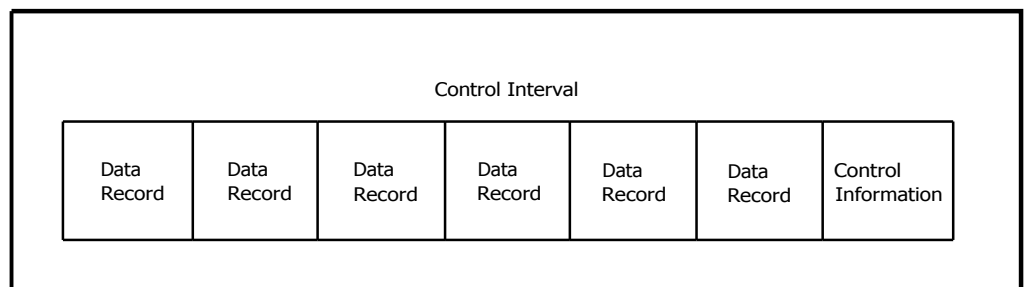 Control Interval
Data
Record
Data
Record
Data
Record
Data
Record
Data
Record
Data
Record
Control
Information